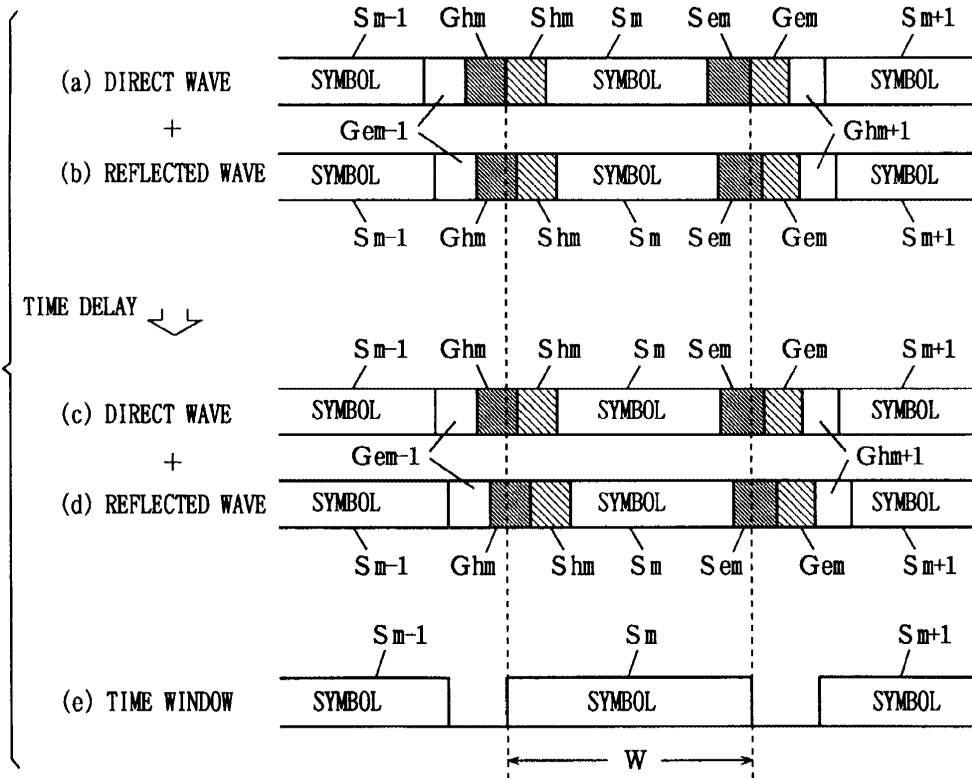 Sm-1 Ghm Shm Sm Sem Gem Sm+1
(a) DIRECT WAVE SYMBOL SYMBOL SYMBOL
+ Gem-1 Ghm+1
(b) REFLECTED WAVE SYMBOL SYMBOL SYMBOL
Sm-1 Ghm Shm Sm Sem Gem Sm+1
TIME DELAY
Sm-1 Ghm Shm Sm Sem Gem Sm+1
(c) DIRECT WAVE SYMBOL SYMBOL SYMBOL
+ Gem-1 Ghm+1
(d) REFLECTED WAVE SYMBOL SYMBOL SYMBOL
Sm-1 Ghm Shm Sm Sem Gem Sm+1
Sm-1 Sm Sm+1
(e) TIME WINDOW SYMBOL SYMBOL SYMBOL
W